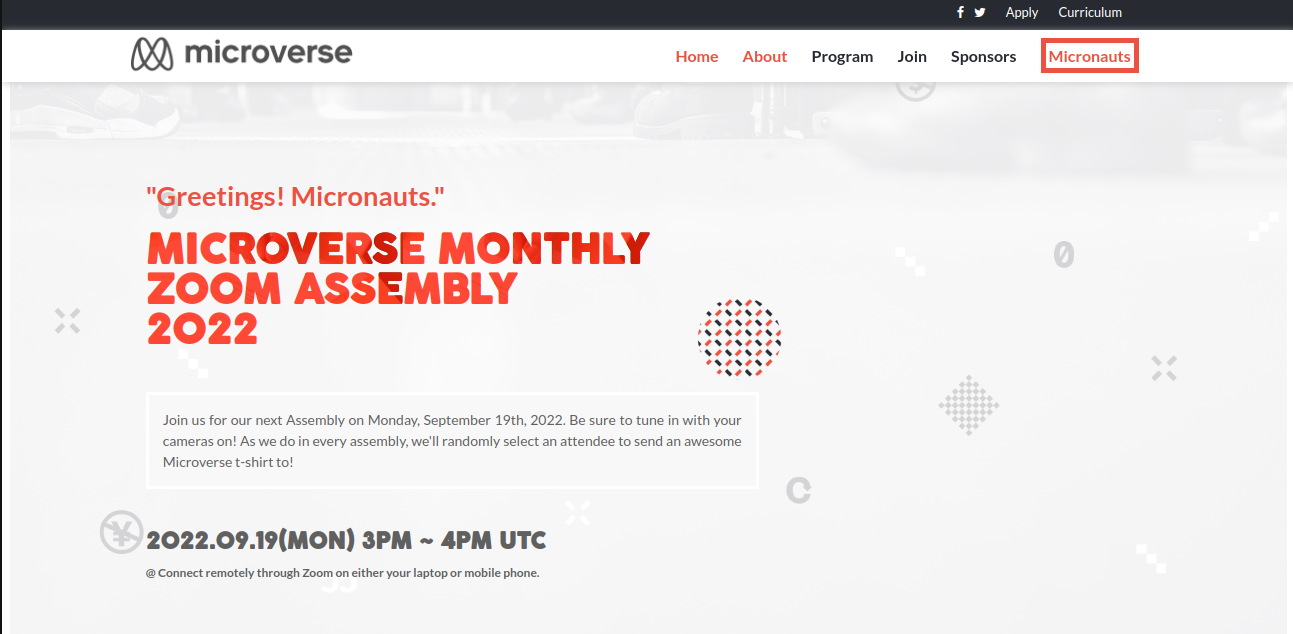 Apply Curriculum
microverse
Home About Program Join Sponsors Micronauts
"Greetings! Micronauts."
MICROVERSE MONTHLY
ZOOM ASSEMBLY
2022
Join us for our next Assembly on Monday, September 19th, 2022. Be sure to tune in with your
cameras on! As we do in every assembly, we'll randomly select an attendee to send an awesome
Microverse t-shirt to!
2022.09.19(MON) 3PM ~ 4PM UTC
@ Connect remotely through Zoom on either your laptop or mobile phone.